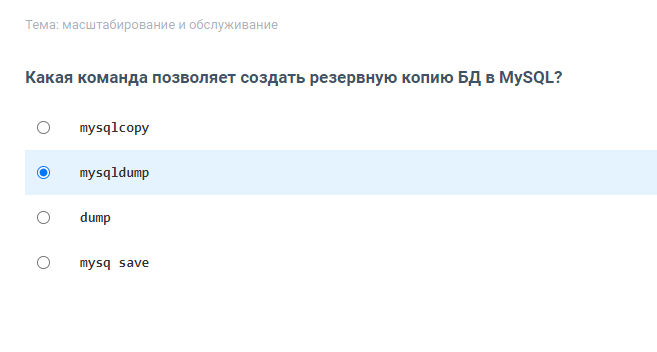 Тема: масштабирование и обслуживание
Какая команда позволяет создать резервную копию БД в MySQL?
mysqlcopy
mysqldump
dump
mysq save